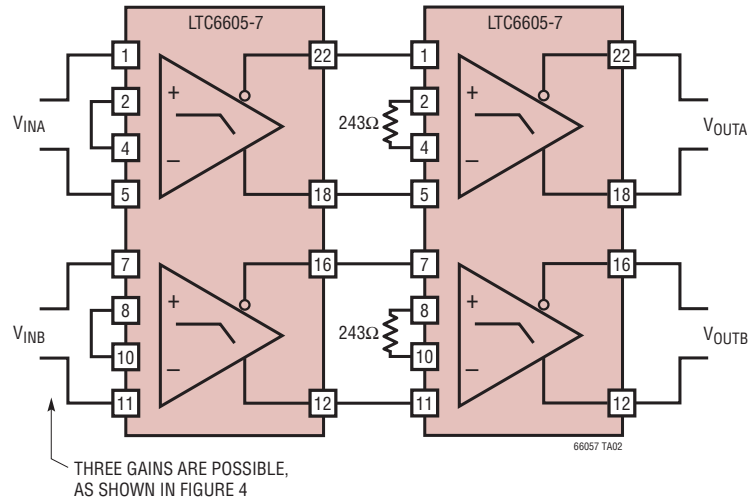 LTC6605-7
LTC6605-7
1
22
1
22
2
2
+
+
VINA
243Ω
VOUTA
4
4
–
–
5
18
5
18
7
16
7
16
8
8
+
+
VINB
243Ω
VOUTB
10
10
–
–
11
12
11
12
66057 TA02
THREE GAINS ARE POSSIBLE,
AS SHOWN IN FIGURE 4